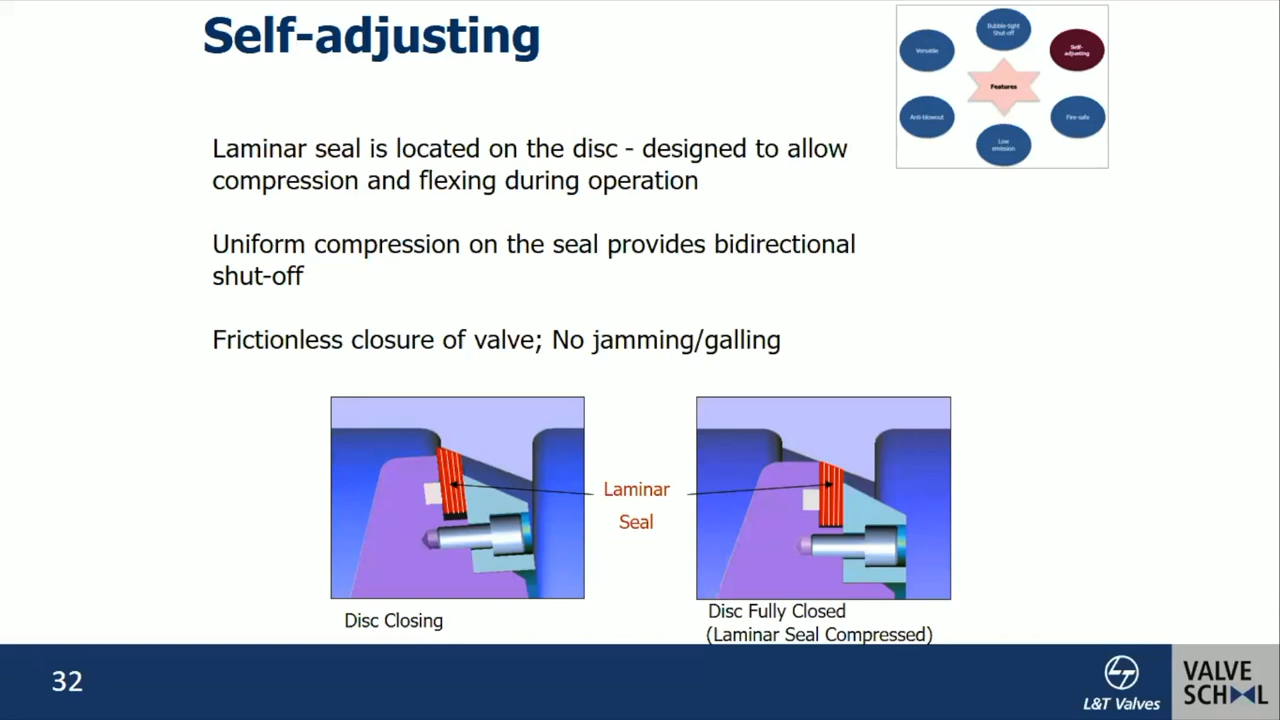 Self-adjusting
Bubble-tight
Shut-off
Versatile
Self-
adjusting
Features
Anti-blowout
Fire-safe
Low
emission
Laminar seal is located on the disc - designed to allow
compression and flexing during operation
Uniform compression on the seal provides bidirectional
shut-off
Frictionless closure of valve; No jamming/galling
Laminar
Seal
Disc Closing
Disc Fully Closed
(Laminar Seal Compressed)
32
L&T Valves
VALVE
SCHOOL